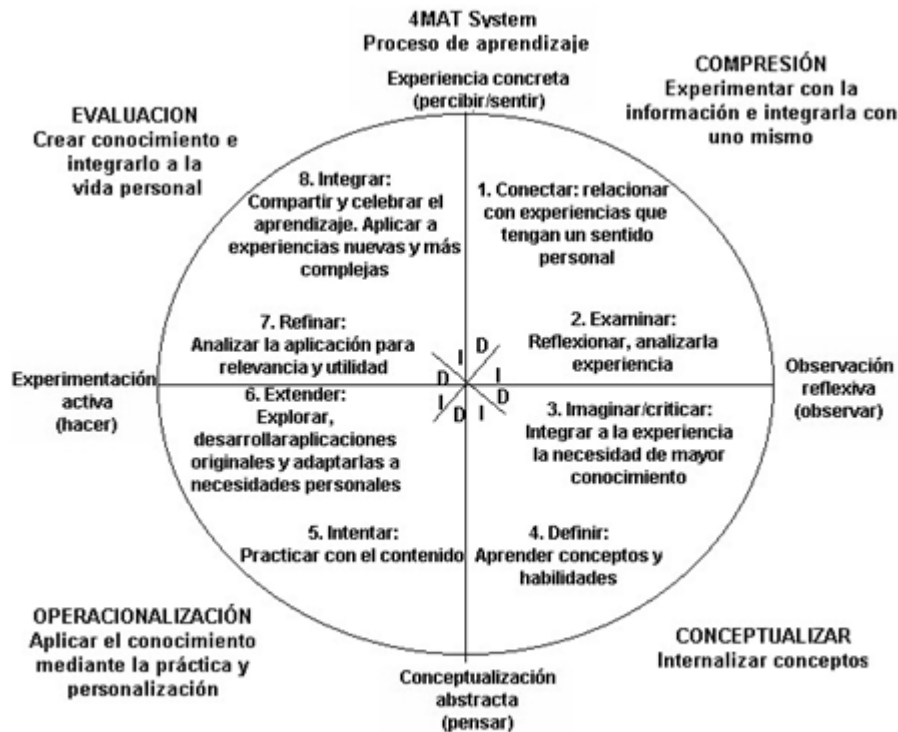 4MAT System
Proceso de aprendizaje
Experiencia concreta
(percibir/sentir)
COMPRESIÓN
Experimentar con la
información e integrarla con
uno mismo
EVALUACION
Crear conocimiento e
integrarlo a la
vida personal
8. Integrar:
Compartir y celebrar el
aprendizaje. Aplicar a
experiencias nuevas y más
complejas
1. Conectar: relacionar
con experiencias que
tengan un sentido
personal
7. Refinar:
Analizar la aplicación para
relevancia y utilidad
2. Examinar:
Reflexionar, analizarla
experiencia
I D
D I
I D
D I
Experimentación
activa
(hacer)
Observación
reflexiva
(observar)
6. Extender:
Explorar,
desarrollaraplicaciones
originales y adaptarlas a
necesidades personales
3. Imaginar/criticar:
Integrar a la experiencia
la necesidad de mayor
conocimiento
5. Intentar:
Practicar con el contenido
4. Definir:
Aprender conceptos y
habilidades
OPERACIONALIZACIÓN
Aplicar el conocimiento
mediante la práctica y
personalización
CONCEPTUALIZAR
Internalizar conceptos
Conceptualización
abstracta
(pensar)